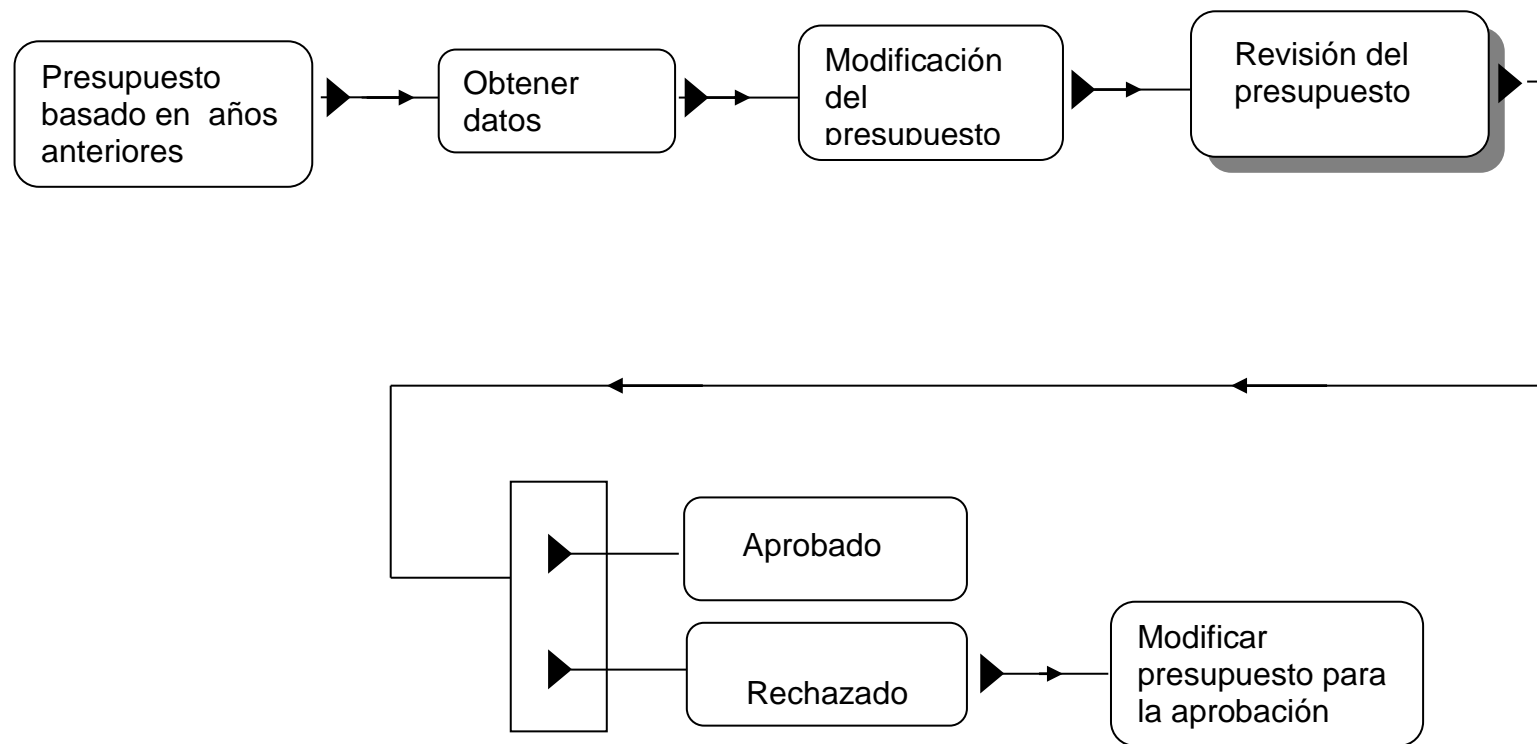 Presupuesto
basado en  años
anteriores
Obtener
datos
Modificación
del
presupuesto
Revisión del
presupuesto
Aprobado
Rechazado
Modificar
presupuesto para
la aprobación